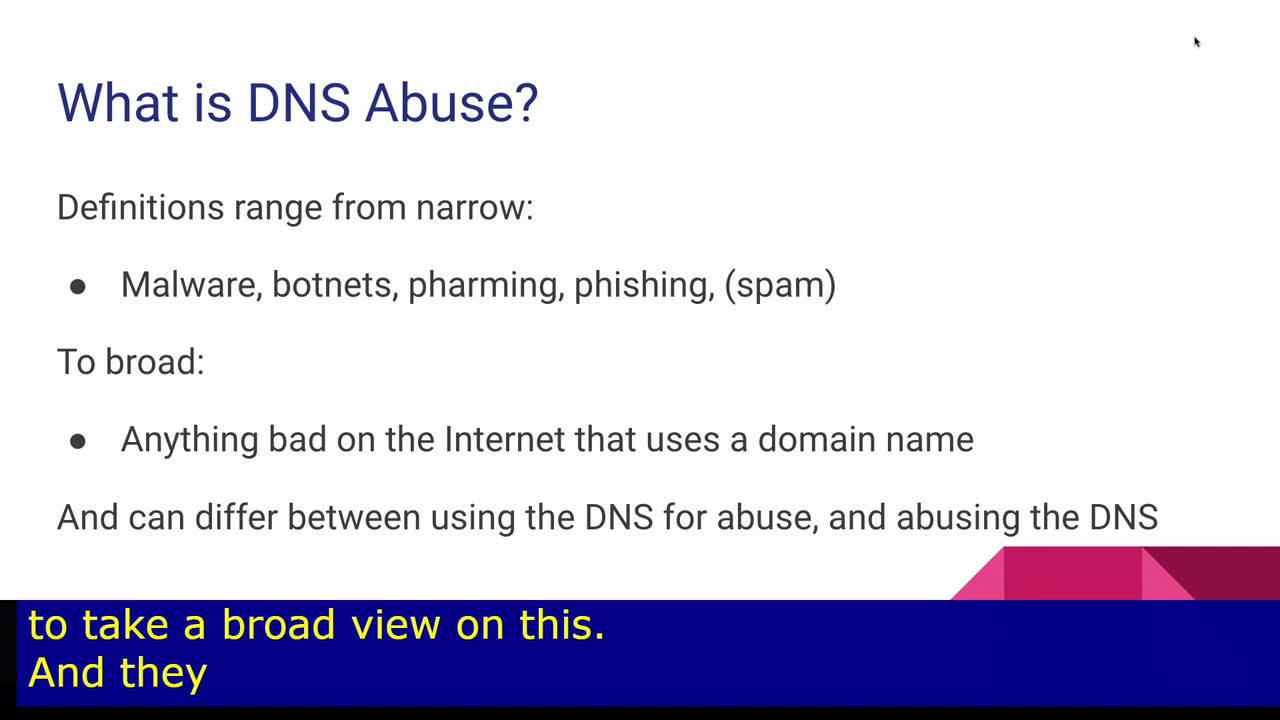 What is DNS Abuse?
Definitions range from narrow:
● Malware, botnets, pharming, phishing, (spam)
To broad:
● Anything bad on the Internet that uses a domain name
And can differ between using the DNS for abuse, and abusing the DNS
to take a broad view on this.
And they